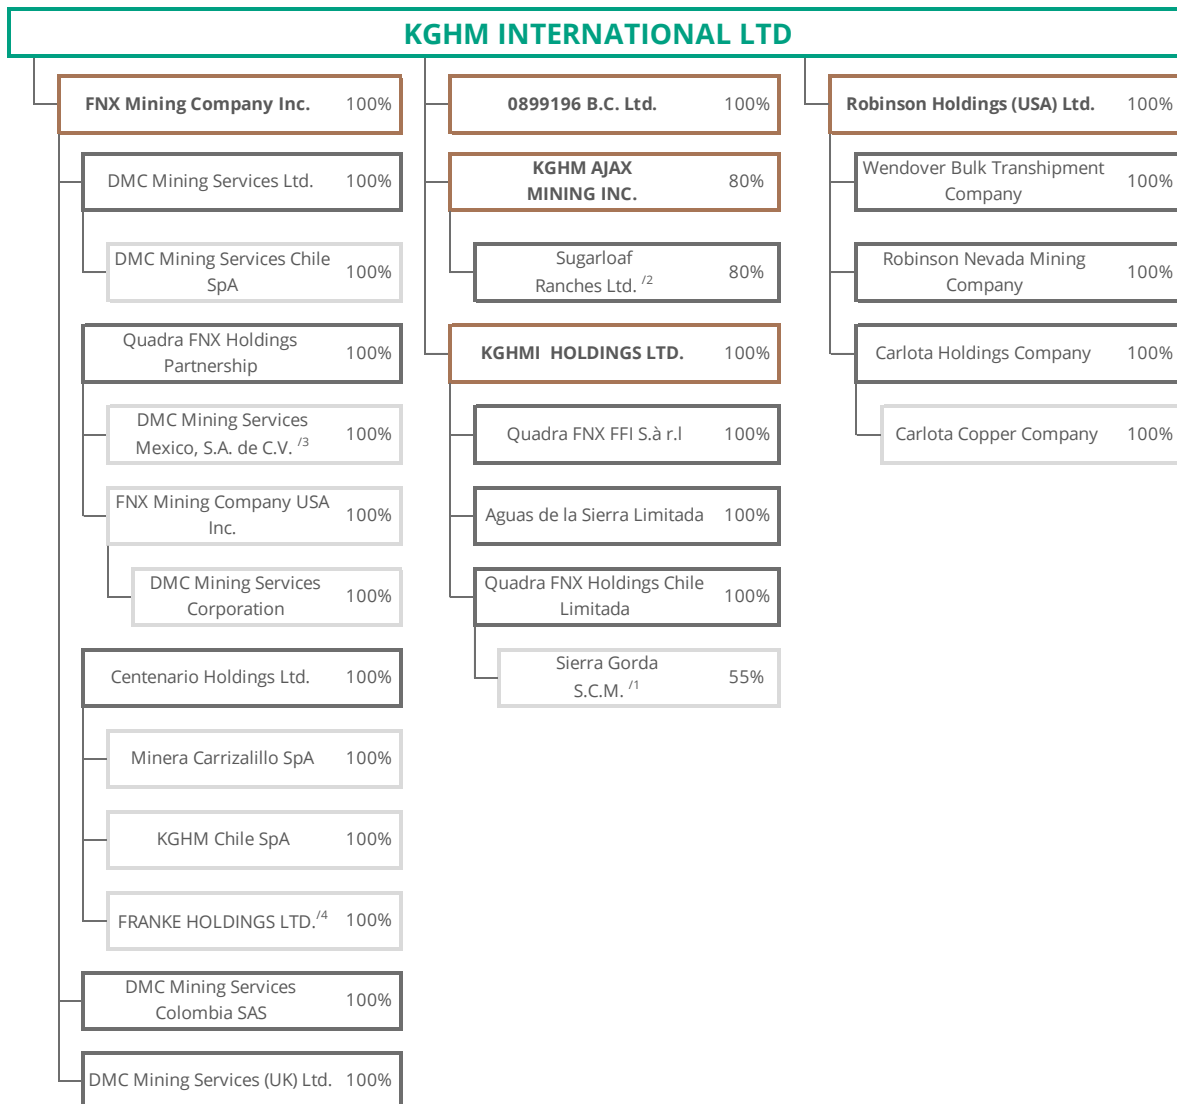 KGHM INTERNATIONAL LTD
FNX Mining Company Inc. 100%
DMC Mining Services Ltd. 100%
DMC Mining Services Chile
SpA
100%
Quadra FNX Holdings
Partnership
100%
DMC Mining Services
Mexico, S.A. de C.V. /3
100%
FNX Mining Company USA
Inc.
100%
DMC Mining Services
Corporation
100%
Centenario Holdings Ltd. 100%
Minera Carrizalillo SpA 100%
KGHM Chile SpA 100%
FRANKE HOLDINGS LTD./4 100%
DMC Mining Services
Colombia SAS
100%
DMC Mining Services (UK) Ltd. 100%
0899196 B.C. Ltd. 100%
KGHM AJAX
MINING INC.
80%
Sugarloaf
Ranches Ltd. /2
80%
KGHMI HOLDINGS LTD. 100%
Quadra FNX FFI S.à r.l 100%
Aguas de la Sierra Limitada 100%
Quadra FNX Holdings Chile
Limitada
100%
Sierra Gorda
S.C.M. /1
55%
Robinson Holdings (USA) Ltd. 100%
Wendover Bulk Transhipment
Company
100%
Robinson Nevada Mining
Company
100%
Carlota Holdings Company 100%
Carlota Copper Company 100%